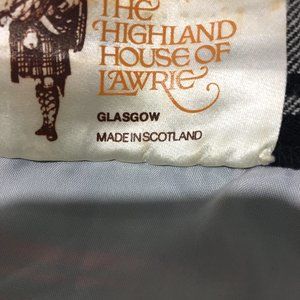 THE
HIGHLAND
HOUSE OF
LAWRIE
GLASGOW
MADE IN SCOTLAND